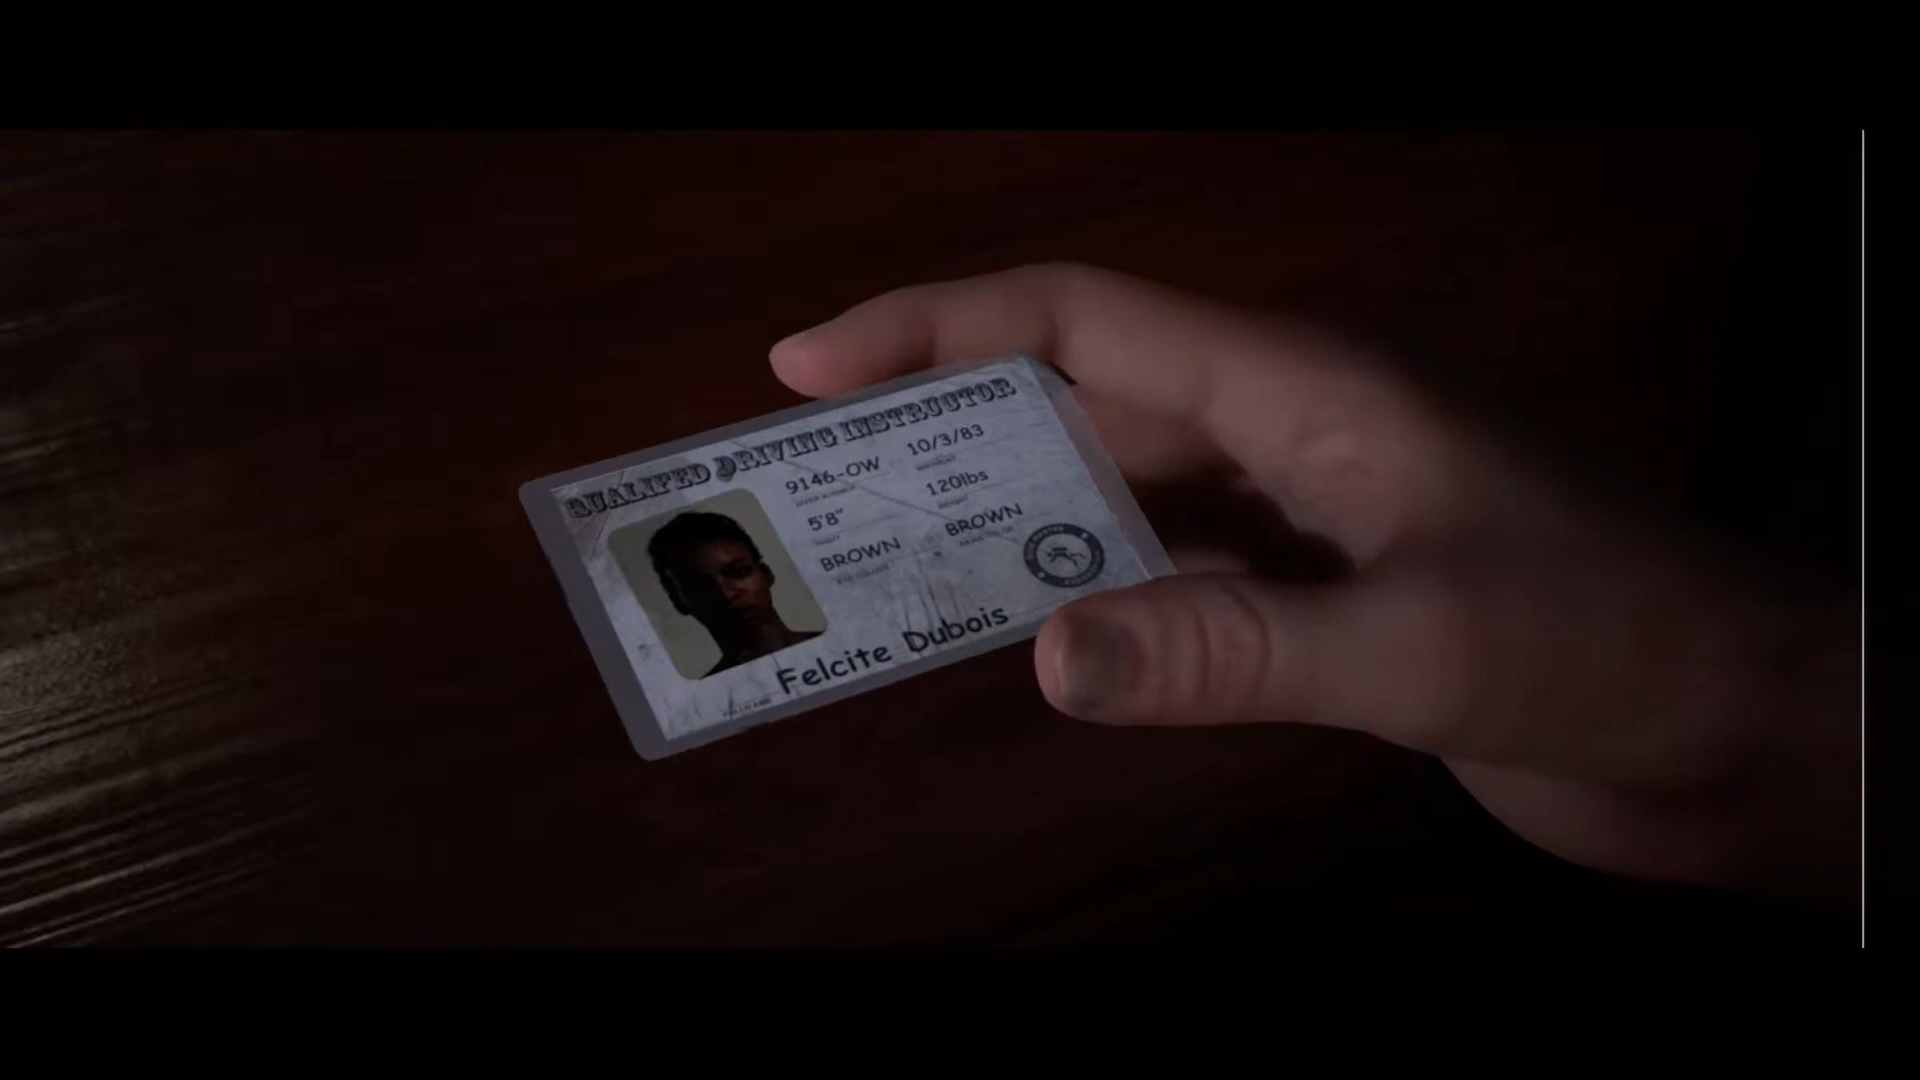 QUALIFED DRIVING INSTRUCTOR
9146-OW 10/3/83
5'8" 120lbs
BROWN BROWN
Felcite Dubois